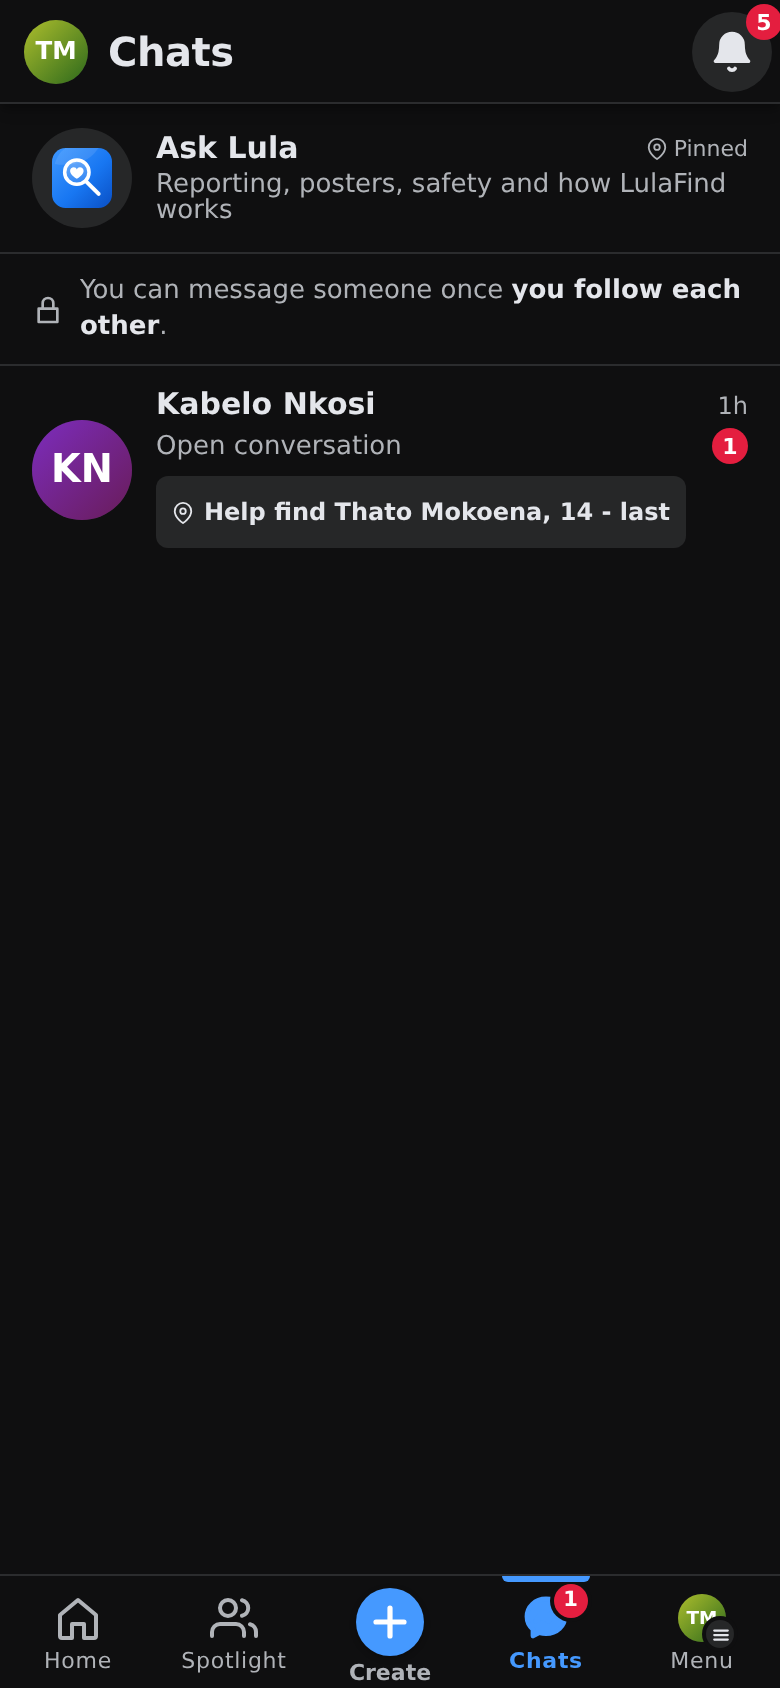 TM
Chats
5
Ask Lula
Pinned
Reporting, posters, safety and how LulaFind
works
You can message someone once you follow each
other.
Kabelo Nkosi
1h
KN
Open conversation
1
Help find Thato Mokoena, 14 - last
Home
Spotlight
Create
1
Chats
TM
Menu